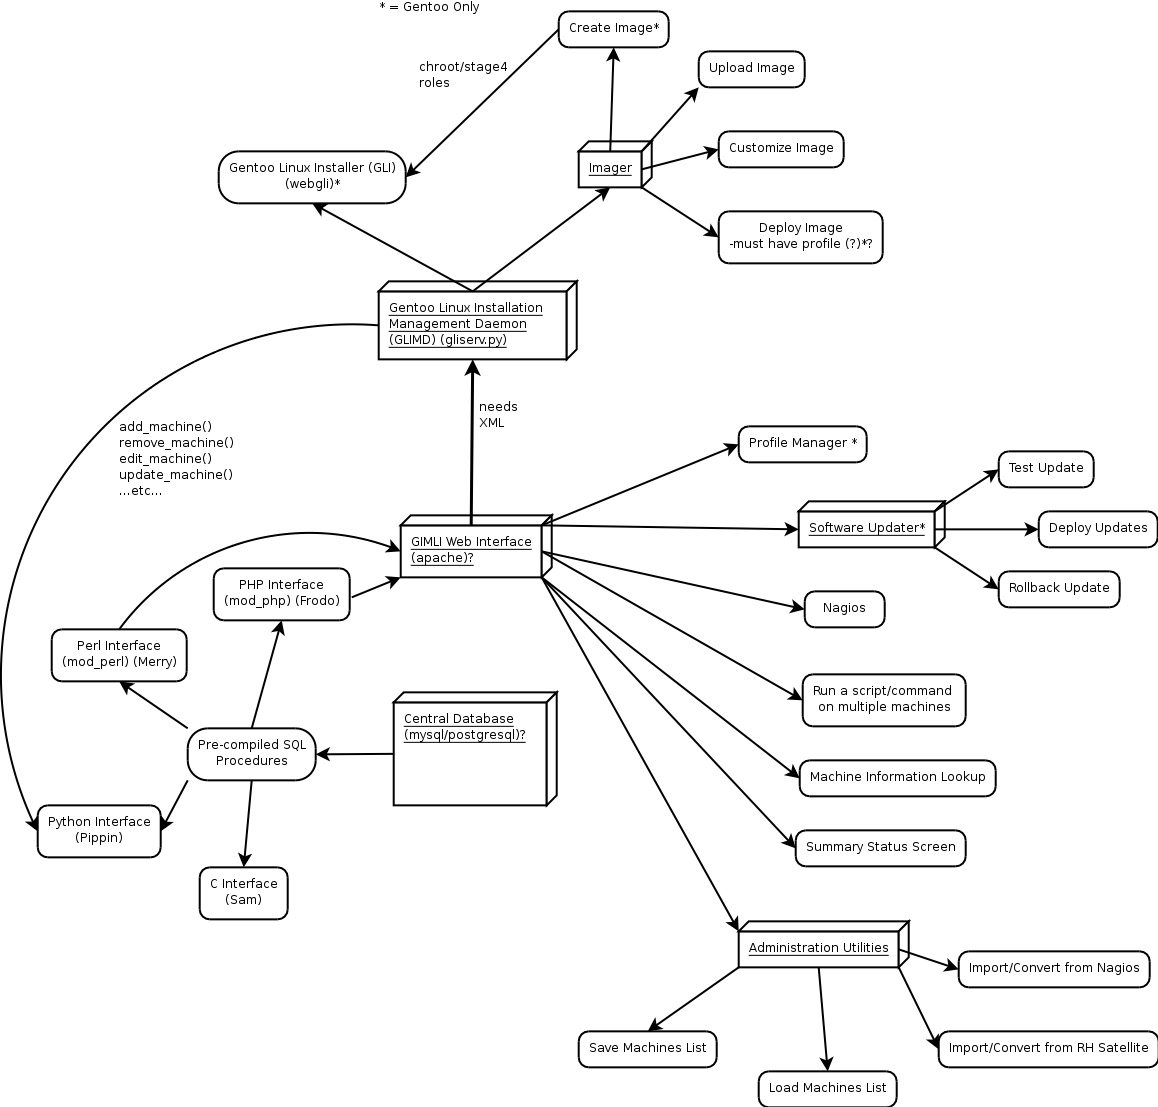 * = Gentoo Only
Create Image*
chroot/stage4
roles
Upload Image
Customize Image
Gentoo Linux Installer (GLI)
(webgli)*
Imager
Deploy Image
-must have profile (?)*?
Gentoo Linux Installation
Management Daemon
(GLIMD) (gliserv.py)
needs
XML
add_machine()
remove_machine()
edit_machine()
update_machine()
...etc...
Profile Manager *
Test Update
Software Updater*
Deploy Updates
Rollback Update
GIMLI Web Interface
(apache)?
PHP Interface
(mod_php) (Frodo)
Nagios
Perl Interface
(mod_perl) (Merry)
Run a script/command
on multiple machines
Central Database
(mysql/postgresql)?
Pre-compiled SQL
Procedures
Machine Information Lookup
Python Interface
(Pippin)
Summary Status Screen
C Interface
(Sam)
Administration Utilities
Import/Convert from Nagios
Save Machines List
Import/Convert from RH Satellite
Load Machines List